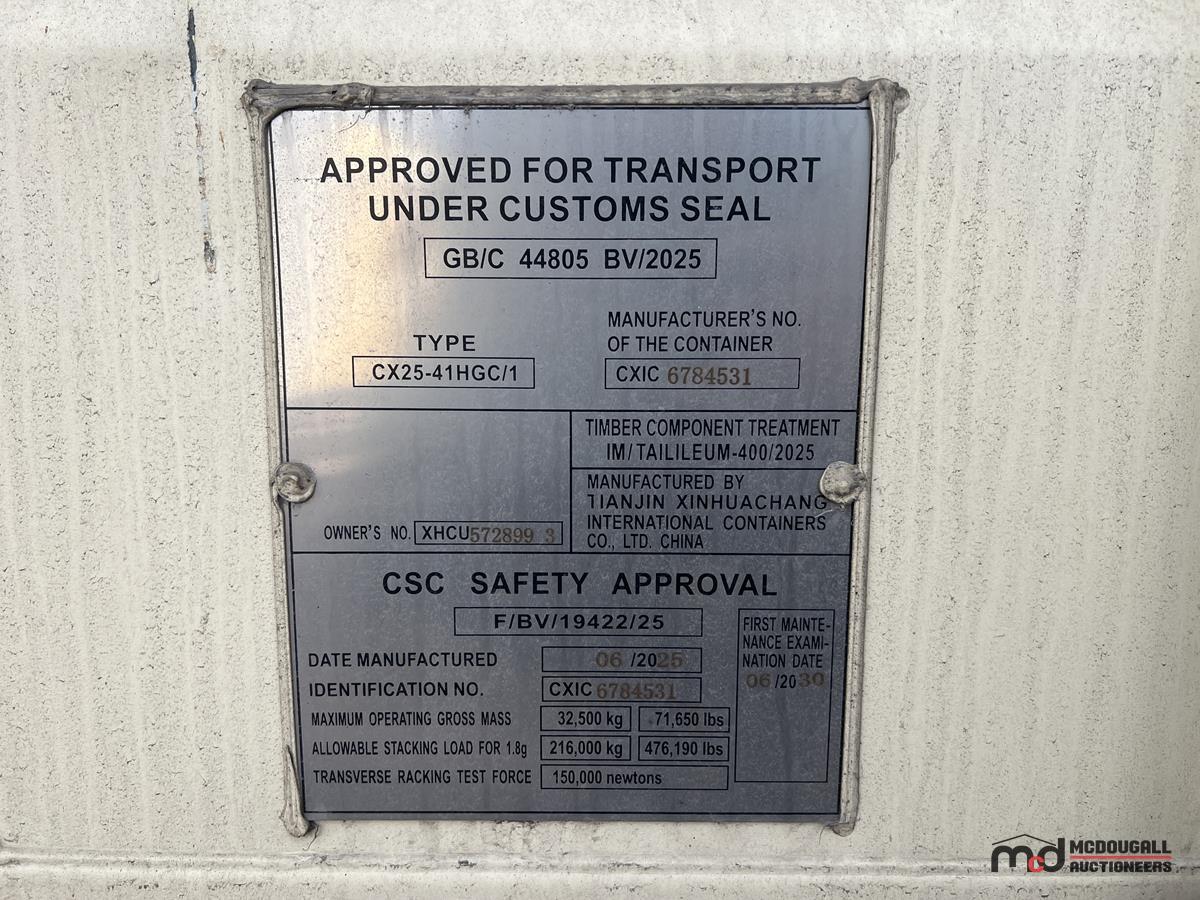 APPROVED FOR TRANSPORT
UNDER CUSTOMS SEAL
GB/C 44805 BV/2025
TYPE
CX25-41HGC/1
MANUFACTURER'S NO.
OF THE CONTAINER
CXIC 6784531
TIMBER COMPONENT TREATMENT
IM/TAILILEUM-400/2025
OWNER'S NO. XHCU572899 3
MANUFACTURED BY
TIANJIN XINHUACHANG
INTERNATIONAL CONTAINERS
CO., LTD. CHINA
CSC SAFETY APPROVAL
F/BV/19422/25
DATE MANUFACTURED 06 /2025
IDENTIFICATION NO. CXIC 6784531
MAXIMUM OPERATING GROSS MASS 32,500 kg 71,650 lbs
ALLOWABLE STACKING LOAD FOR 1.8g 216,000 kg 476,190 lbs
TRANSVERSE RACKING TEST FORCE 150,000 newtons
FIRST MAINTE-
NANCE EXAMI-
NATION DATE
06 /2030
mcd MCDOUGALL
AUCTIONEERS